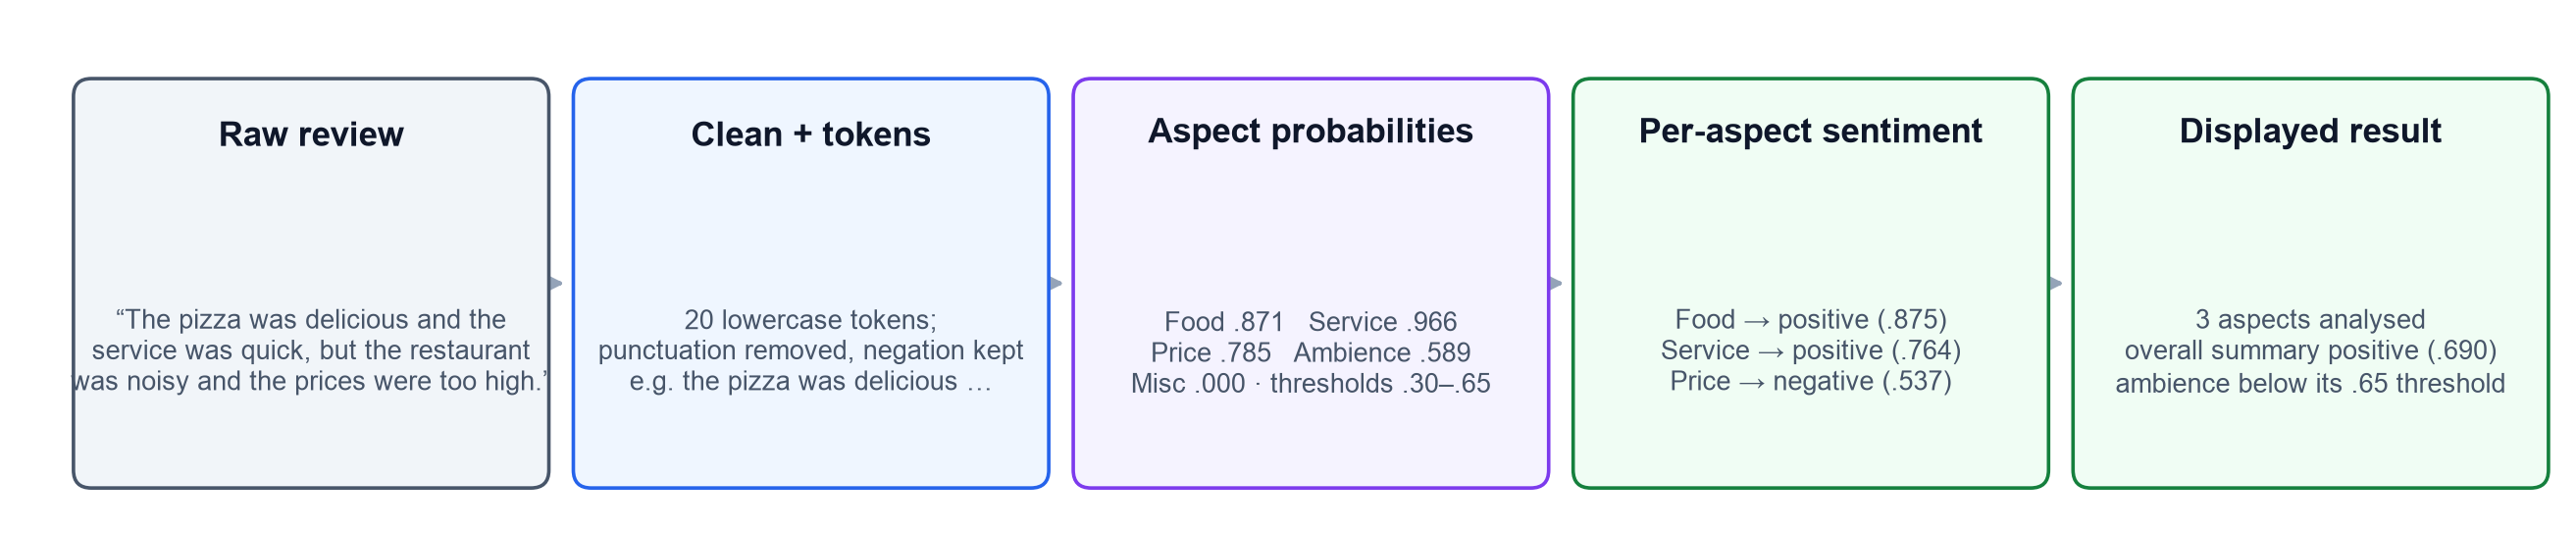 Raw review
“The pizza was delicious and the
service was quick, but the restaurant
was noisy and the prices were too high.”
Clean + tokens
20 lowercase tokens;
punctuation removed, negation kept
e.g. the pizza was delicious …
Aspect probabilities
Food .871   Service .966
Price .785   Ambience .589
Misc .000 · thresholds .30–.65
Per-aspect sentiment
Food → positive (.875)
Service → positive (.764)
Price → negative (.537)
Displayed result
3 aspects analysed
overall summary positive (.690)
ambience below its .65 threshold